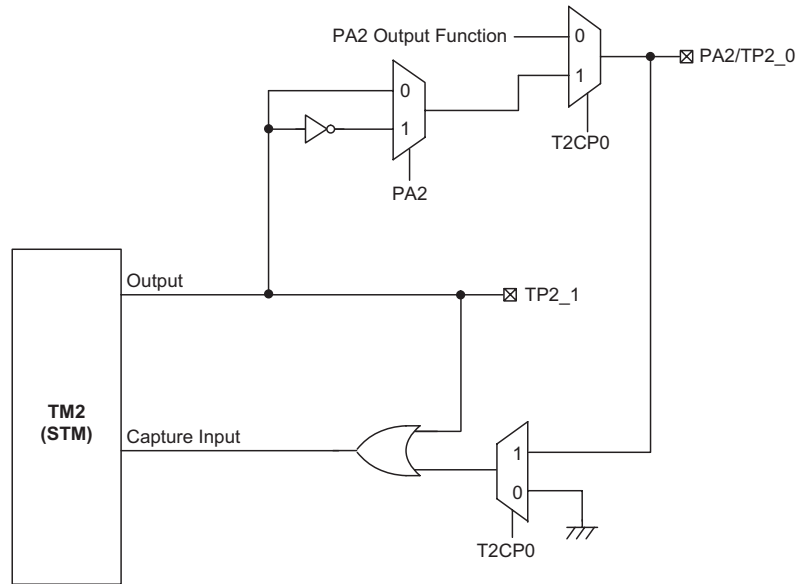 PA2 Output Function
0
1
PA2/TP2_0
T2CP0
0
1
PA2
Output
TP2_1
TM2
(STM)
Capture Input
1
0
T2CP0